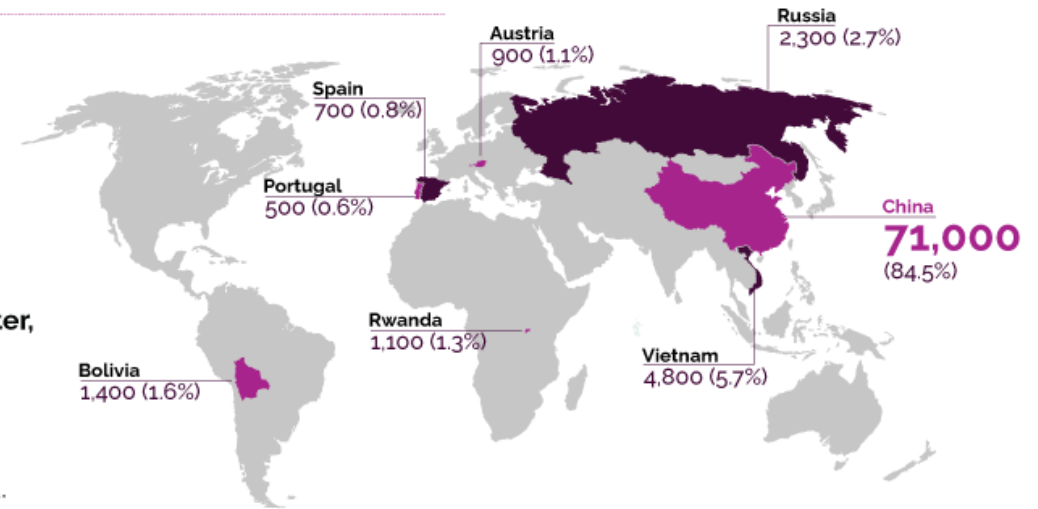 Russia
2,300 (2.7%)
Austria
900 (1.1%)
Spain
700 (0.8%)
Portugal
500 (0.6%)
China
71,000
(84.5%)
Rwanda
1,100 (1.3%)
Vietnam
4,800 (5.7%)
Bolivia
1,400 (1.6%)